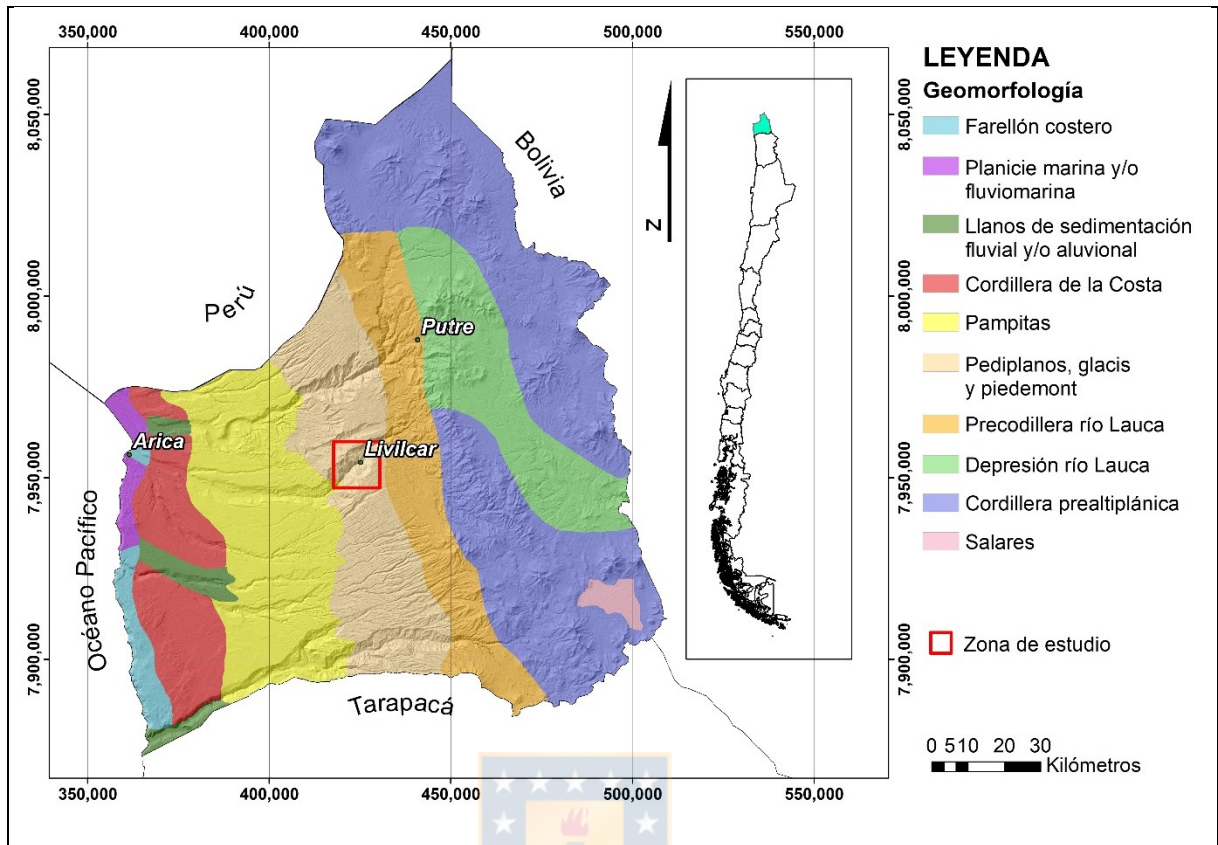 350,000 400,000 450,000 500,000 550,000
8,050,000
8,000,000
7,950,000
7,900,000
Bolivia
Perú
Putre
Arica
Livilcar
Océano Pacífico
Tarapacá
N
8,050,000
8,000,000
7,950,000
7,900,000
350,000 400,000 450,000 500,000 550,000
LEYENDA
Geomorfología
Farellón costero
Planicie marina y/o
fluviomarina
Llanos de sedimentación
fluvial y/o aluvional
Cordillera de la Costa
Pampitas
Pediplanos, glacis
y piedemont
Precodillera río Lauca
Depresión río Lauca
Cordillera prealtiplánica
Salares
Zona de estudio
0 5 10 20 30
Kilómetros